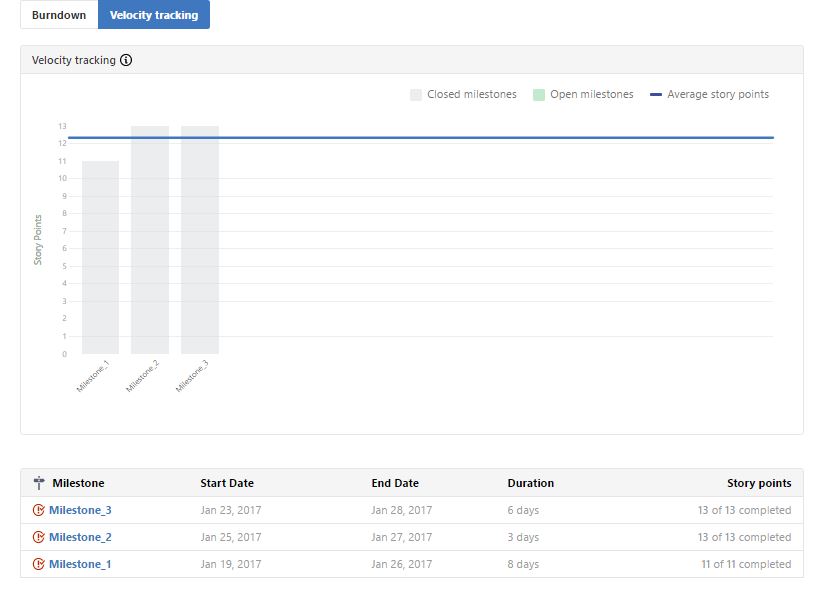 Burndown Velocity tracking
Velocity tracking
Closed milestones Open milestones Average story points
13
12
11
10
9
8
7
6
5
4
3
2
1
0
Story Points
Milestone_1 Milestone_2 Milestone_3
Milestone Start Date End Date Duration Story points
Milestone_3 Jan 23, 2017 Jan 28, 2017 6 days 13 of 13 completed
Milestone_2 Jan 25, 2017 Jan 27, 2017 3 days 13 of 13 completed
Milestone_1 Jan 19, 2017 Jan 26, 2017 8 days 11 of 11 completed